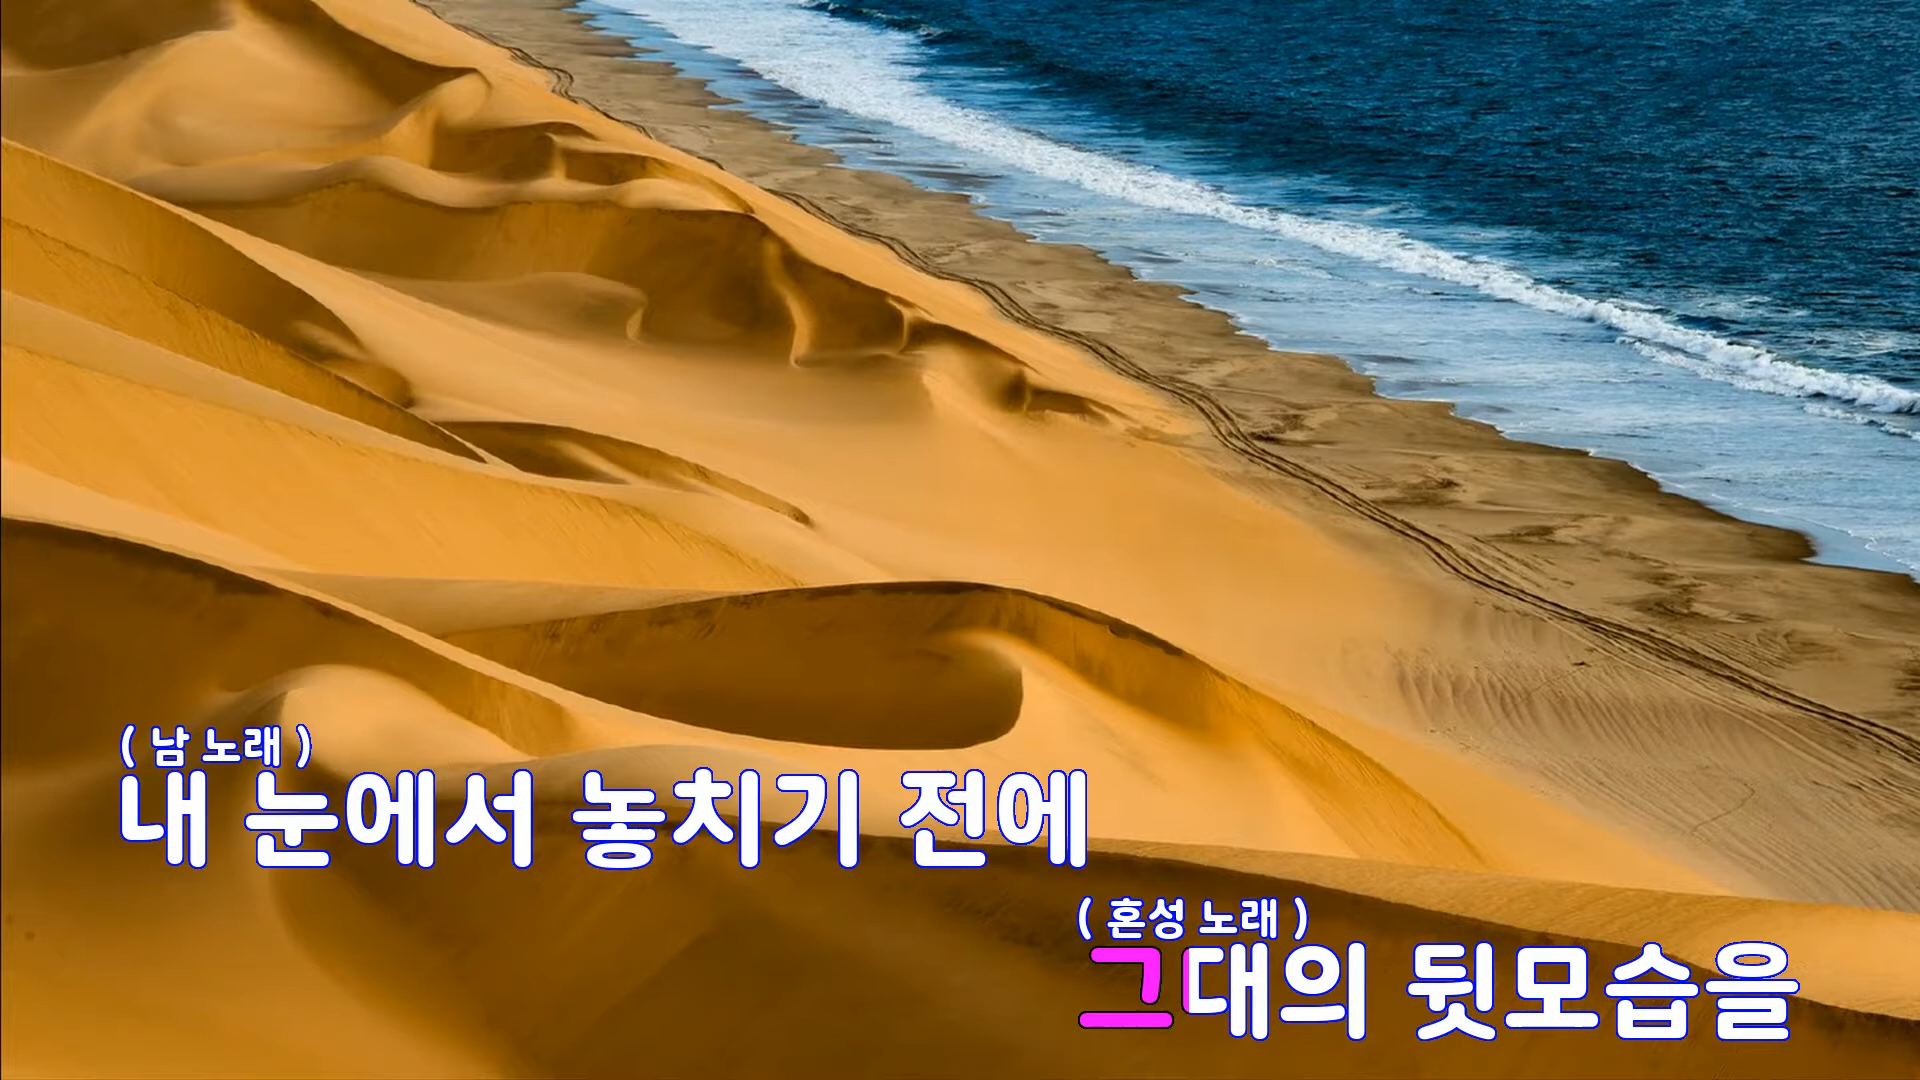 ( 남 노래 )
내 눈에서 놓치기 전에
( 혼성 노래 )
그대의 뒷모습을